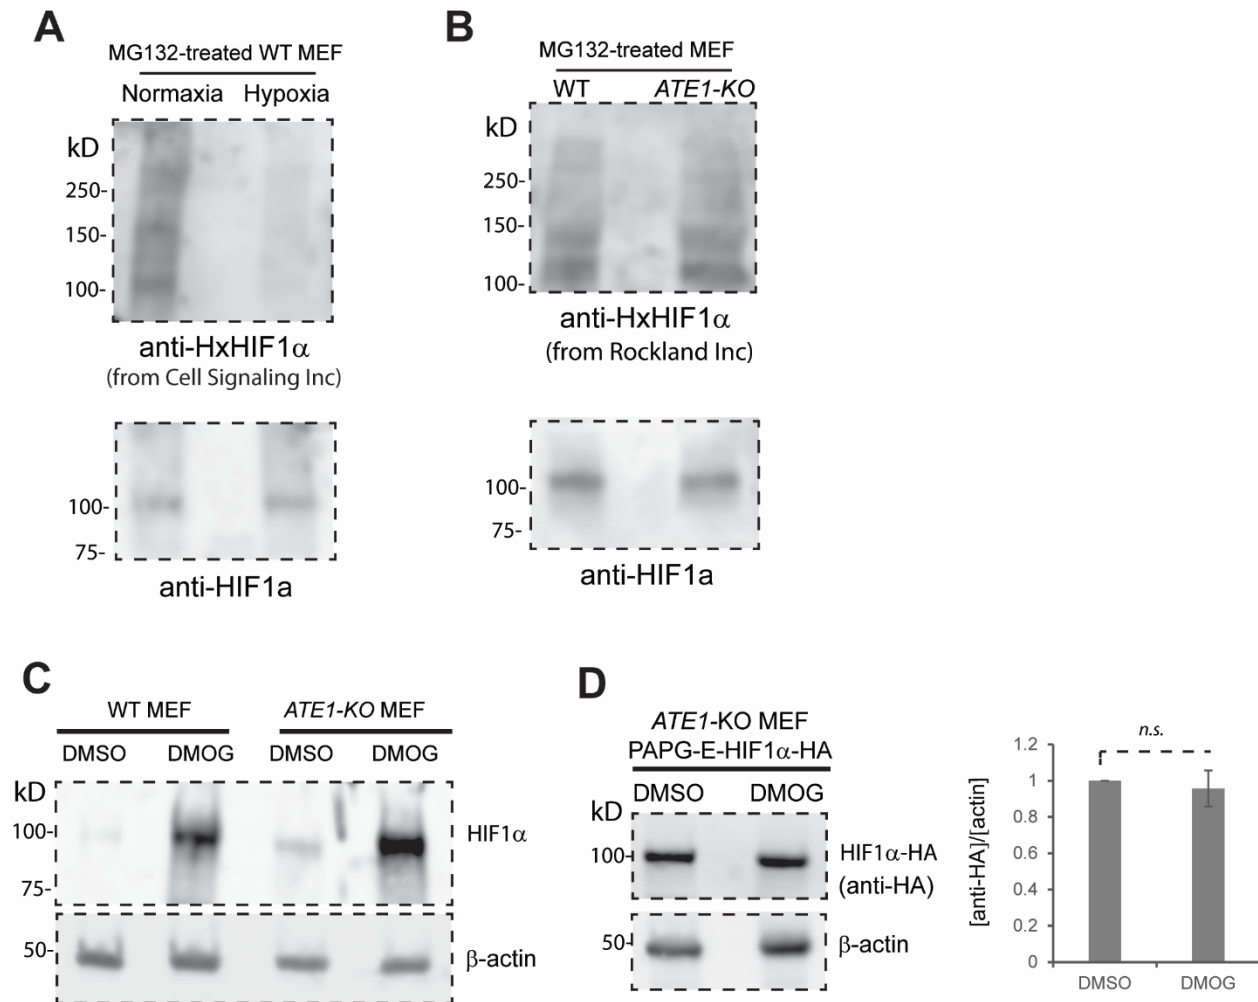 A
MG132-treated WT MEF
Normaxia Hypoxia
kD
250-
150-
100-
anti-HxHIF1α
(from Cell Signaling Inc)
100-
75-
anti-HIF1a
B
MG132-treated MEF
WT ATE1-KO
kD
250-
150-
100-
anti-HxHIF1α
(from Rockland Inc)
100-
75-
anti-HIF1a
C
WT MEF ATE1-KO MEF
DMSO DMOG DMSO DMOG
kD
100-
HIF1α
75-
50-
β-actin
D
ATE1-KO MEF
PAPG-E-HIF1α-HA
DMSO DMOG
kD
100-
HIF1α-HA
(anti-HA)
50-
β-actin
n.s.
[anti-HA]/[actin]
1.2
1
0.8
0.6
0.4
0.2
0
DMSO DMOG